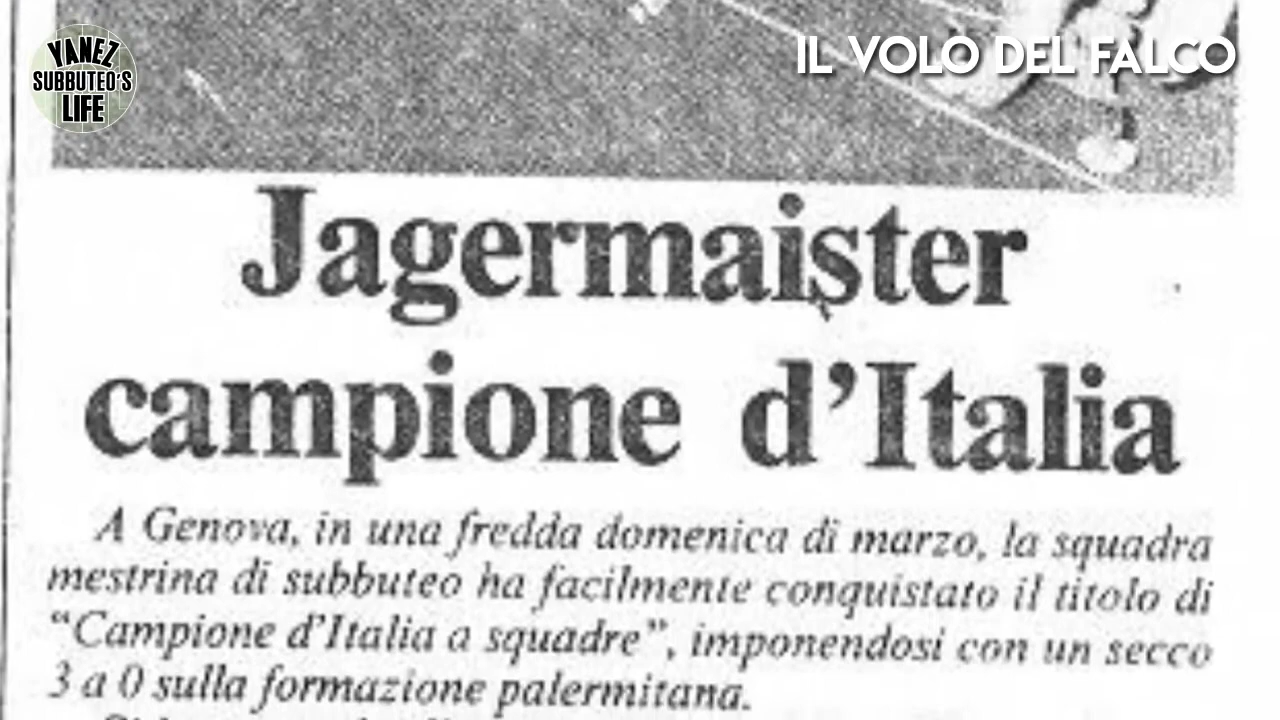 YANEZ
SUBBUTEO'S
LIFE
IL VOLO DEL FALCO
Jagermaister
campione d'Italia
A Genova, in una fredda domenica di marzo, la squadra
mestrina di subbuteo ha facilmente conquistato il titolo di
“Campione d'Italia a squadre”, imponendosi con un secco
3 a 0 sulla formazione palermitana.